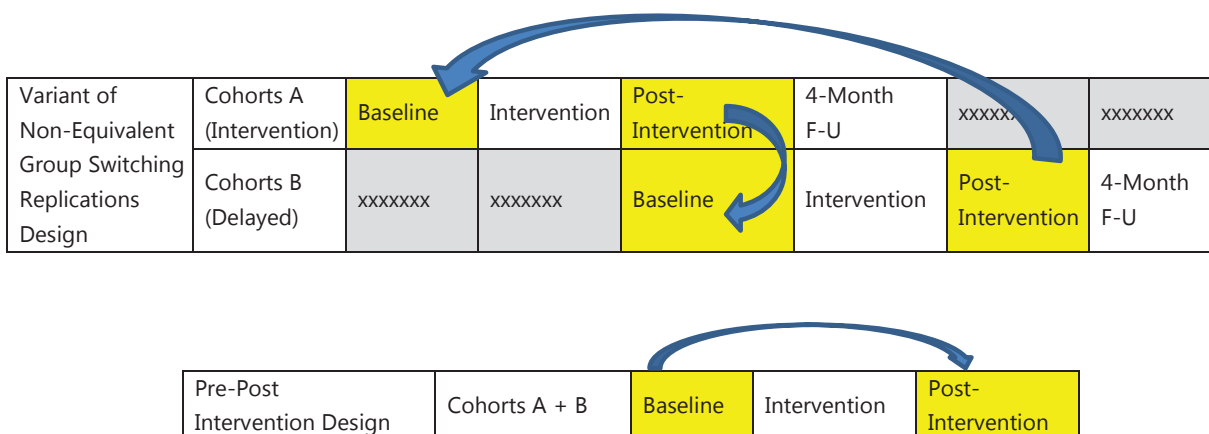 Variant of
Non-Equivalent
Group Switching
Replications
Design
Cohorts A
(Intervention)
Baseline
Intervention
Post-
Intervention
4-Month
F-U
xxxxxxx
xxxxxxx
Cohorts B
(Delayed)
xxxxxxx
xxxxxxx
Baseline
Intervention
Post-
Intervention
4-Month
F-U
Pre-Post
Intervention Design
Cohorts A + B
Baseline
Intervention
Post-
Intervention